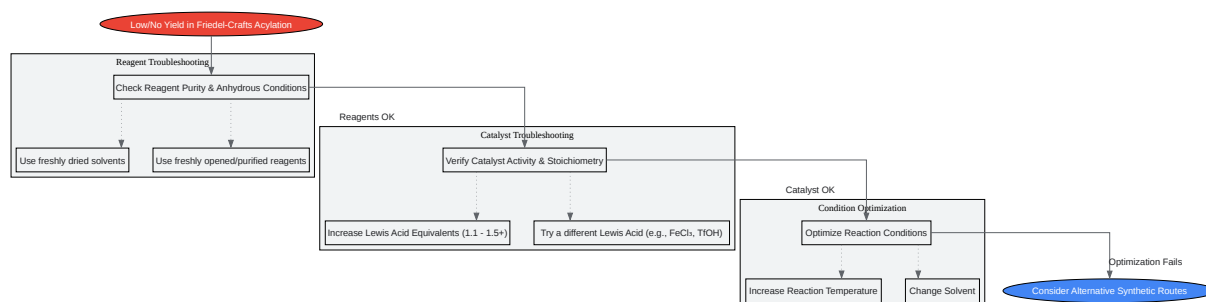 Low/No Yield in Friedel-Crafts Acylation
Reagent Troubleshooting
Check Reagent Purity & Anhydrous Conditions
Use freshly dried solvents
Use freshly opened/purified reagents
Reagents OK
Catalyst Troubleshooting
Verify Catalyst Activity & Stoichiometry
Increase Lewis Acid Equivalents (1.1 - 1.5+)
Try a different Lewis Acid (e.g., FeCl₃, TfOH)
Catalyst OK
Condition Optimization
Optimize Reaction Conditions
Increase Reaction Temperature
Change Solvent
Optimization Fails
Consider Alternative Synthetic Routes